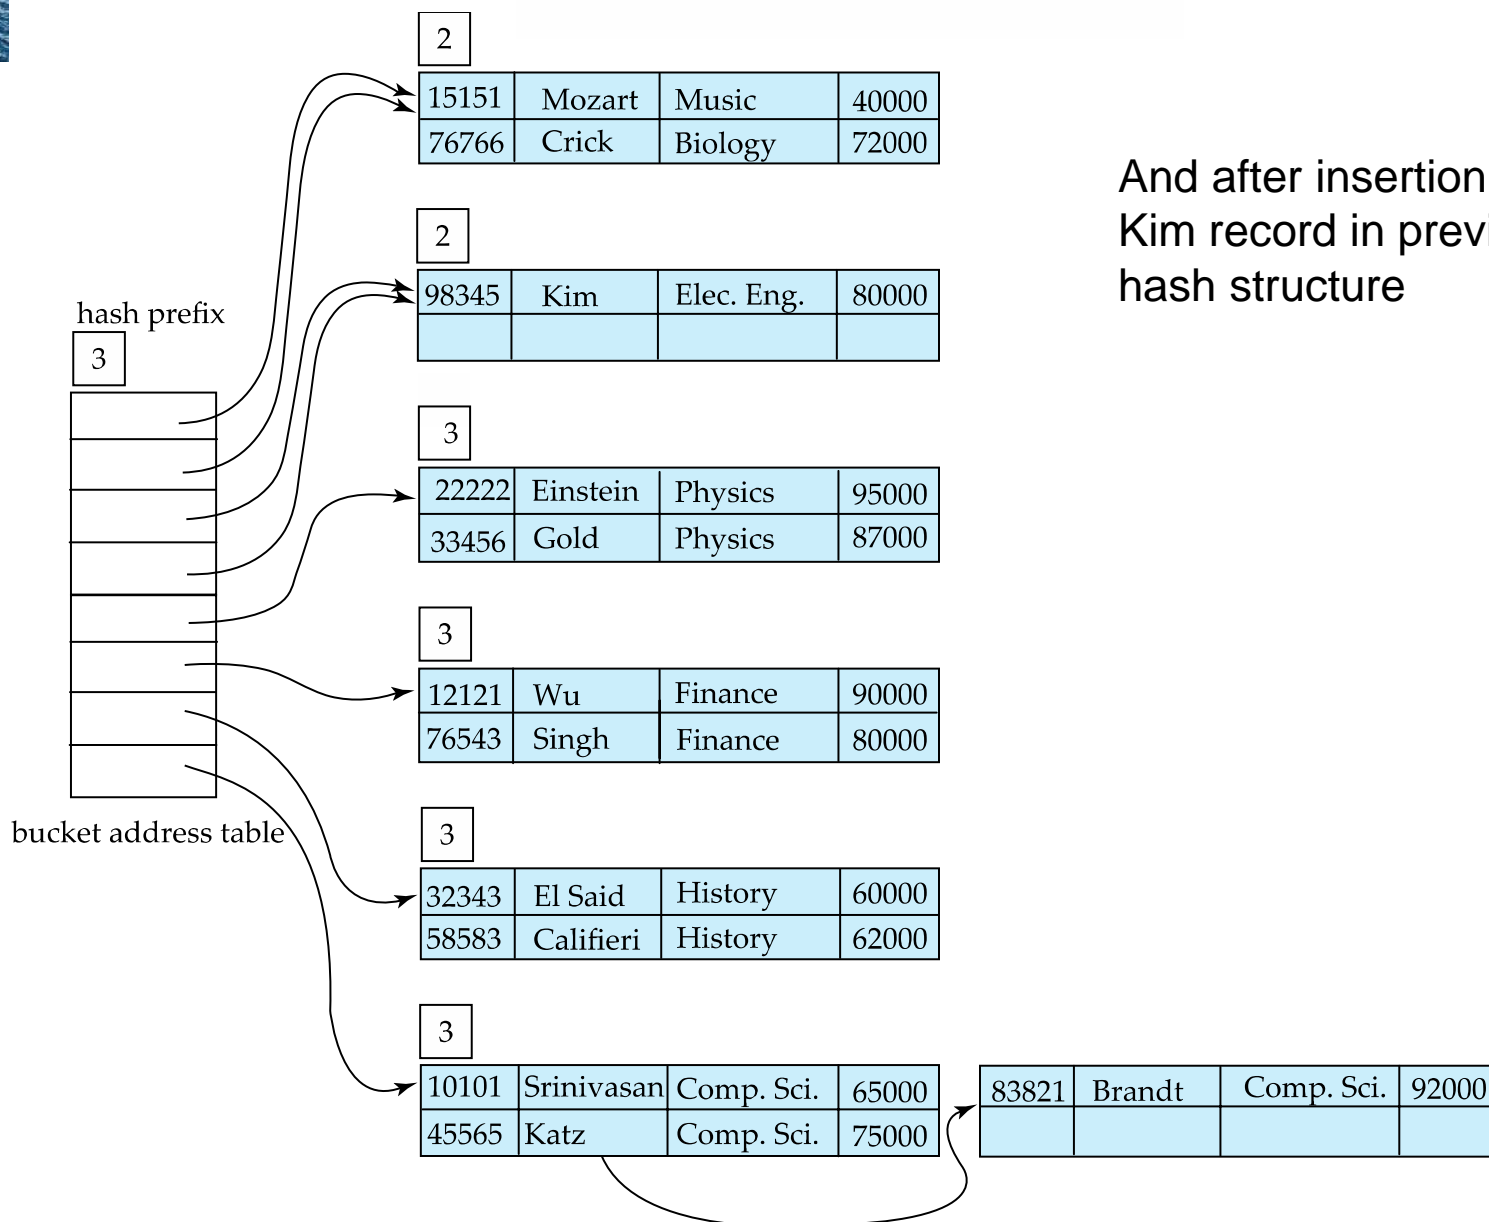 2
15151 Mozart Music 40000
76766 Crick Biology 72000
And after insertion
Kim record in previ
hash structure
2
98345 Kim Elec. Eng. 80000
hash prefix
3
3
22222 Einstein Physics 95000
33456 Gold Physics 87000
3
12121 Wu Finance 90000
76543 Singh Finance 80000
bucket address table
3
32343 El Said History 60000
58583 Califieri History 62000
3
10101 Srinivasan Comp. Sci. 65000
45565 Katz Comp. Sci. 75000
83821 Brandt Comp. Sci. 92000